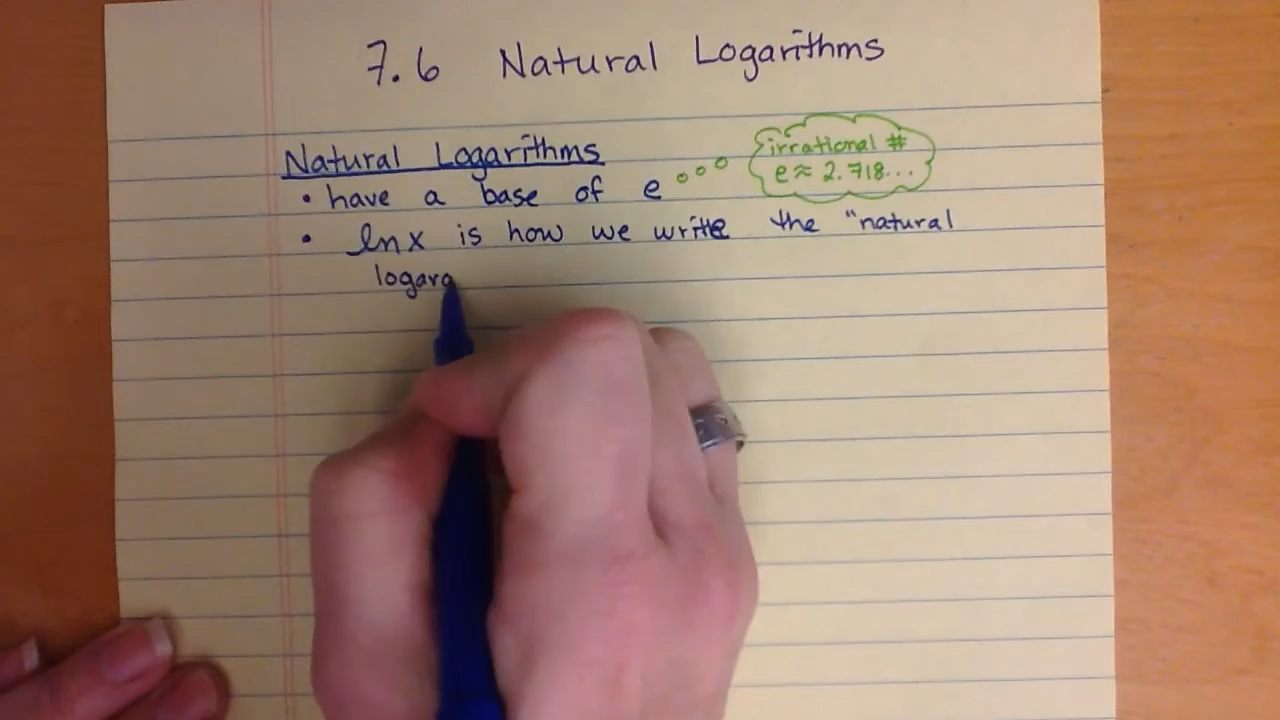 7.6 Natural Logarithms
Natural Logarithms
• have a base of e
irrational #
e ≈ 2.718...
• ln x is how we write the "natural
logara